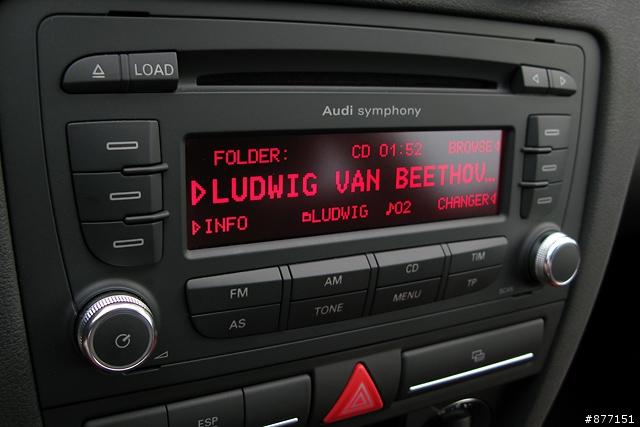 LOAD
Audi symphony
FOLDER: CD 01:52 BROWSE
LUDWIG VAN BEETHOV…
INFO LUDWIG 02 CHANGER
FM AM CD TIM
AS TONE MENU TP
SCAN
ESP
#877151